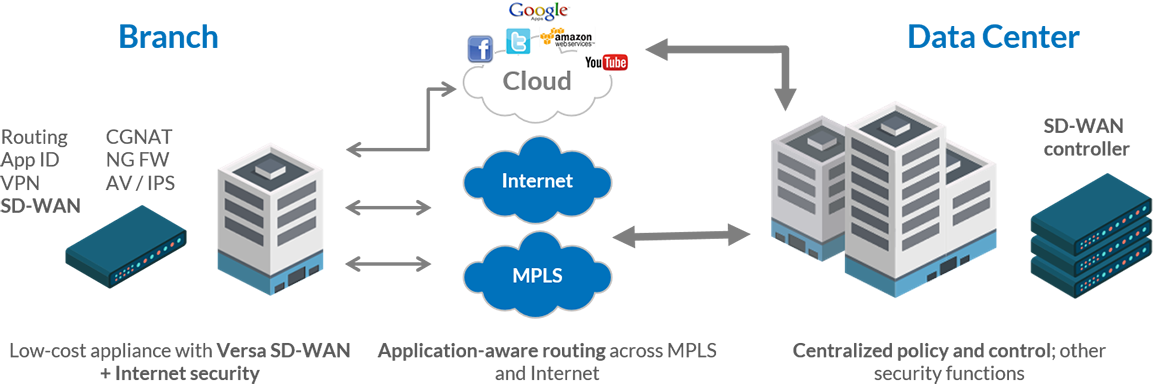 Branch
Google
Apps
f
t
amazon
web services™
YouTube
Cloud
Data Center
Routing
App ID
VPN
SD-WAN
CGNAT
NG FW
AV / IPS
Internet
MPLS
SD-WAN
controller
Low-cost appliance with Versa SD-WAN
+ Internet security
Application-aware routing across MPLS
and Internet
Centralized policy and control; other
security functions